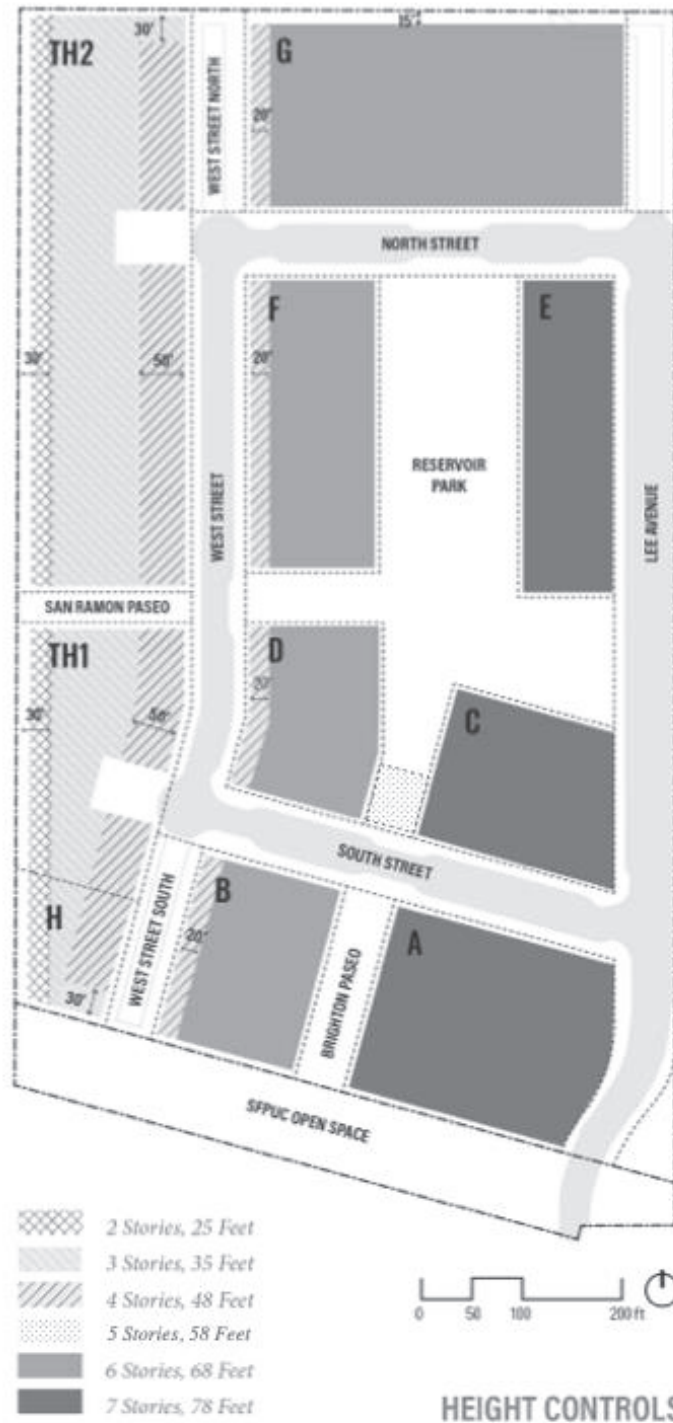 30'
15'
TH2
G
WEST STREET NORTH
20'
NORTH STREET
F
E
30'
50'
20'
RESERVOIR
PARK
WEST STREET
LEE AVENUE
SAN RAMON PASEO
TH1
D
20'
30'
50'
C
SOUTH STREET
B
H
WEST STREET SOUTH
20'
A
BRIGHTON PASEO
30'
SFPUC OPEN SPACE
2 Stories, 25 Feet
3 Stories, 35 Feet
4 Stories, 48 Feet
5 Stories, 58 Feet
6 Stories, 68 Feet
7 Stories, 78 Feet
0 50 100 200 ft
HEIGHT CONTROLS